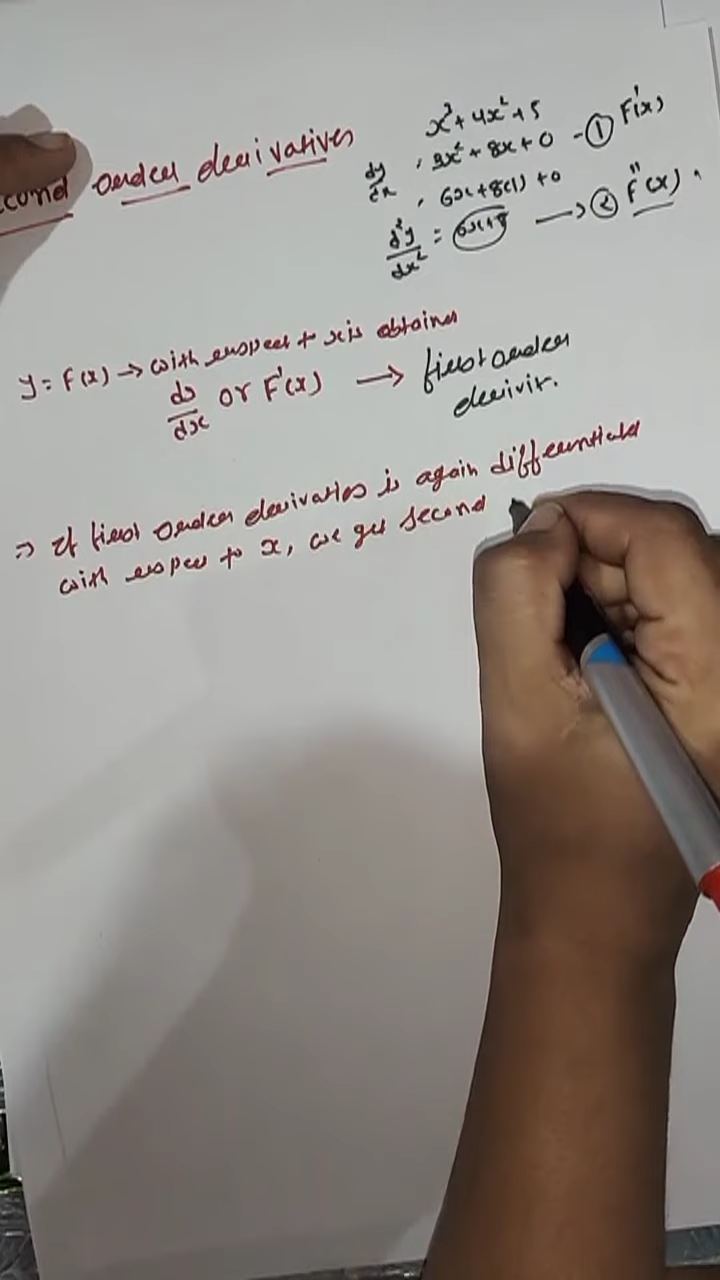 cond order derivatives
x³ + 4x² + 5
dy/dx , 3x² + 8x + 0 - ① F'(x)
, 6x + 8(1) + 0
d²y/dx² = 6x+8 → ② F''(x)
y = F(x) → with respect to x is obtained
dy/dx or F'(x) → first order
derivit.
⇒ If first order derivaties is again differentiated
with respect to x, we get second